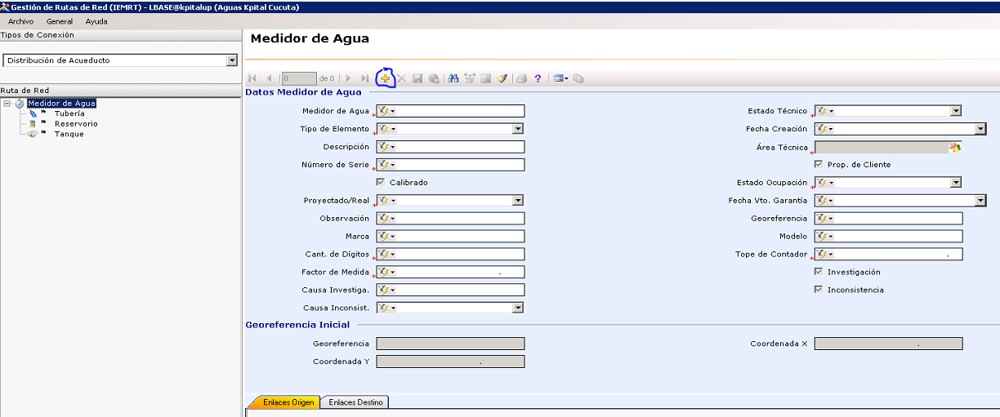 Gestión de Rutas de Red (IEMRT) - LBASE@kpitalup (Aguas Kpital Cucuta)
Archivo General Ayuda
Tipos de Conexión
Distribución de Acueducto
Ruta de Red
Medidor de Agua
Tubería
Reservorio
Tanque
Medidor de Agua
0 de 0
Datos Medidor de Agua
Medidor de Agua
Estado Técnico
Tipo de Elemento
Fecha Creación
Descripción
Área Técnica
Número de Serie
Prop. de Cliente
Calibrado
Estado Ocupación
Proyectado/Real
Fecha Vto. Garantía
Observación
Georeferencia
Marca
Modelo
Cant. de Dígitos
Tope de Contador .
Factor de Medida .
Investigación
Causa Investiga.
Inconsistencia
Causa Inconsist.
Georeferencia Inicial
Georeferencia
Coordenada X .
Coordenada Y .
Enlaces Origen Enlaces Destino